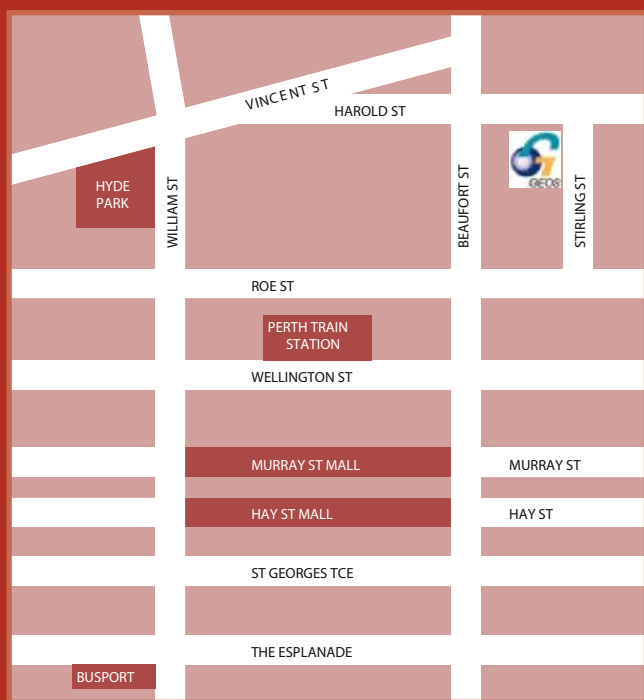 VINCENT ST
HAROLD ST
HYDE
PARK
WILLIAM ST
BEAUFORT ST
GEOS
STIRLING ST
ROE ST
PERTH TRAIN
STATION
WELLINGTON ST
MURRAY ST MALL
MURRAY ST
HAY ST MALL
HAY ST
ST GEORGES TCE
THE ESPLANADE
BUSPORT